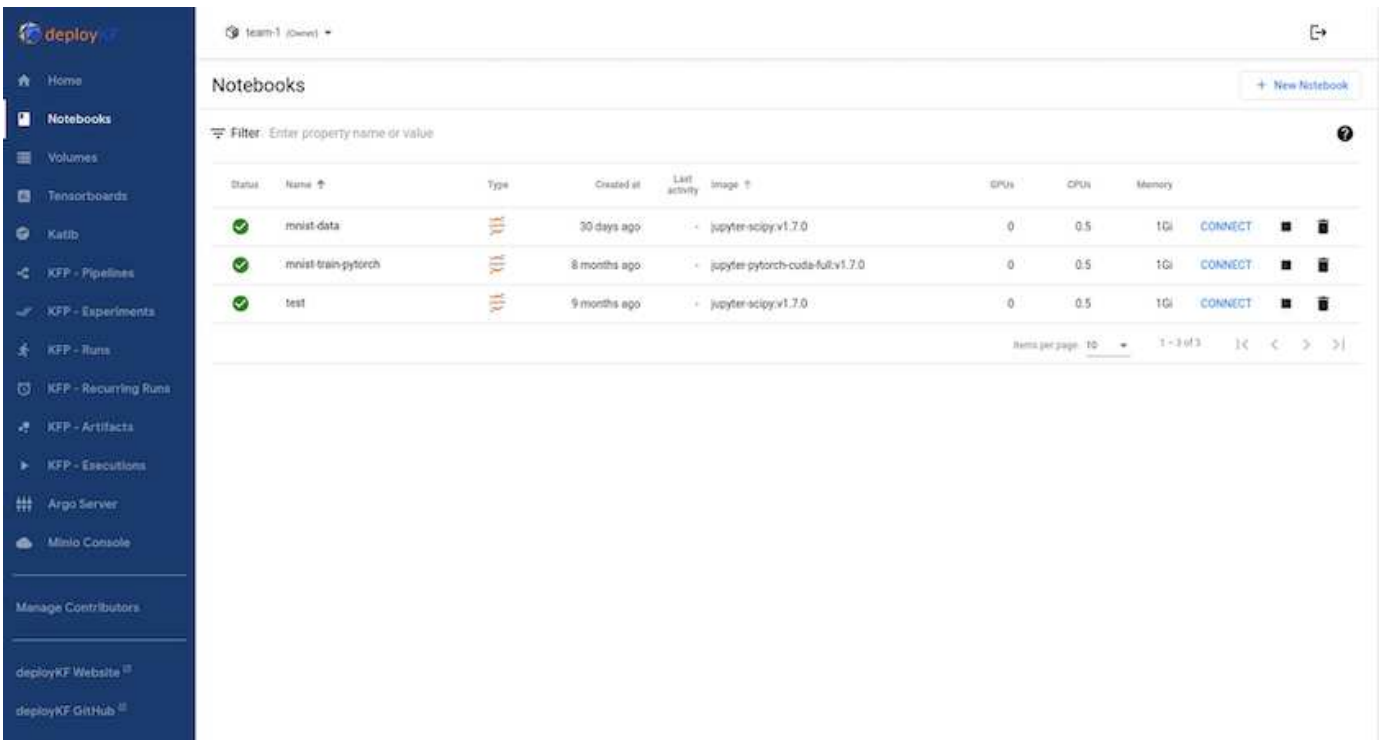 deployKF
team-1 (Owner)
Home
Notebooks
Volumes
Tensorboards
Katib
KFP - Pipelines
KFP - Experiments
KFP - Runs
KFP - Recurring Runs
KFP - Artifacts
KFP - Executions
Argo Server
Minio Console
Manage Contributors
deployKF Website
deployKF GitHub
Notebooks
+ New Notebook
Filter Enter property name or value
Status Name Type Created at Last activity Image GPUs CPUs Memory
mnist-data 30 days ago - jupyter-scipy:v1.7.0 0 0.5 1Gi CONNECT
mnist-train-pytorch 8 months ago - jupyter-pytorch-cuda-full:v1.7.0 0 0.5 1Gi CONNECT
test 9 months ago - jupyter-scipy:v1.7.0 0 0.5 1Gi CONNECT
Items per page: 10 1 – 3 of 3